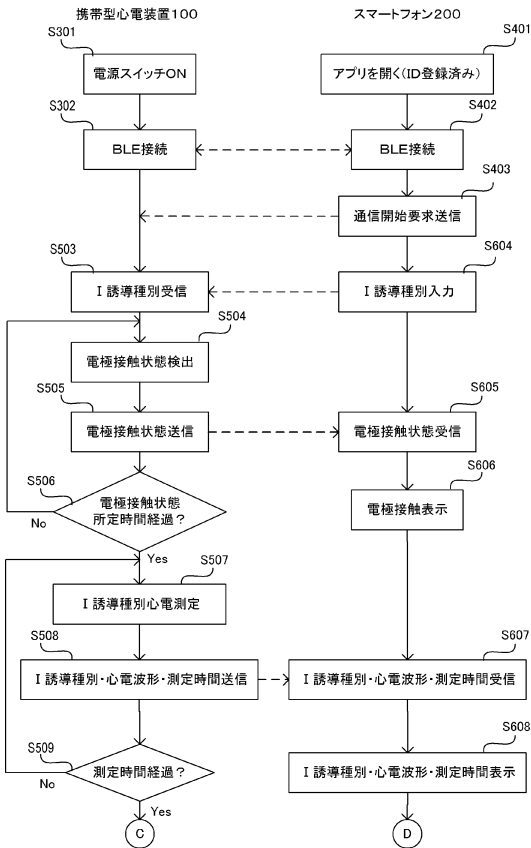 携帯型心電装置100
スマートフォン200
S301
電源スイッチON
S401
アプリを開く(ID登録済み)
S302
BLE接続
S402
BLE接続
S403
通信開始要求送信
S503
Ⅰ誘導種別受信
S604
Ⅰ誘導種別入力
S504
電極接触状態検出
S505
電極接触状態送信
S605
電極接触状態受信
S506
電極接触状態
所定時間経過?
No
Yes
S606
電極接触表示
S507
Ⅰ誘導種別心電測定
S508
Ⅰ誘導種別・心電波形・測定時間送信
S607
Ⅰ誘導種別・心電波形・測定時間受信
S509
測定時間経過?
No
Yes
S608
Ⅰ誘導種別・心電波形・測定時間表示
C
D